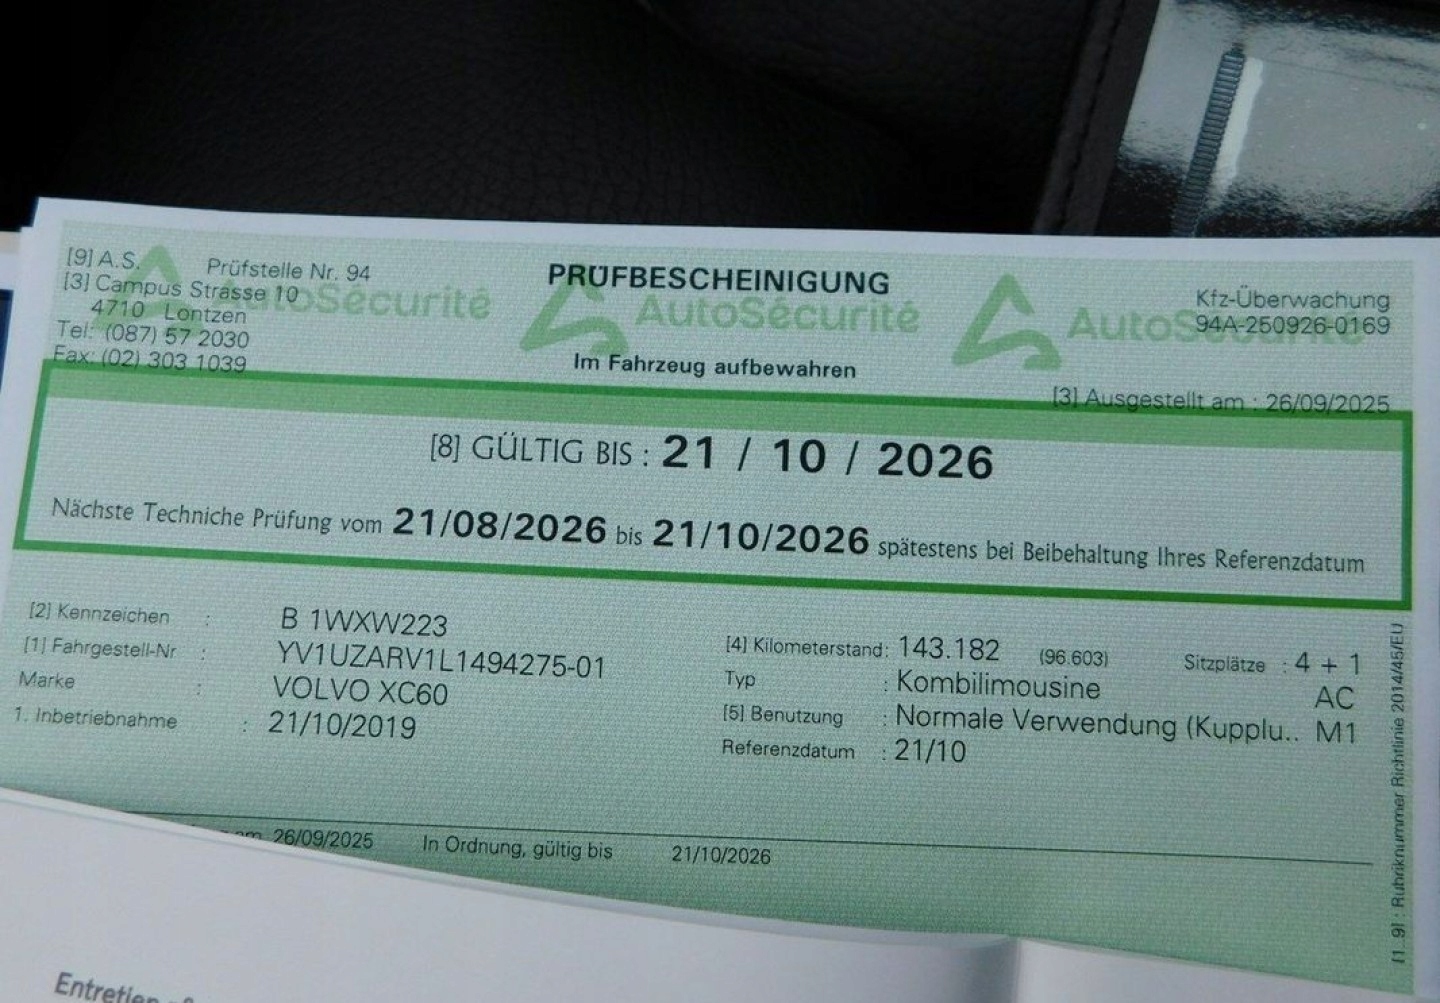 [9] A.S. Prüfstelle Nr. 94
[3] Campus Strasse 10
4710 Lontzen
Tel: (087) 57 2030
Fax: (02) 303 1039
AutoSécurité AutoSécurité AutoSécurité
PRÜFBESCHEINIGUNG
Im Fahrzeug aufbewahren
Kfz-Überwachung
94A-250926-0169
[3] Ausgestellt am : 26/09/2025
[8] GÜLTIG BIS : 21 / 10 / 2026
Nächste Techniche Prüfung vom 21/08/2026 bis 21/10/2026 spätestens bei Beibehaltung Ihres Referenzdatum
[2] Kennzeichen : B 1WXW223
[1] Fahrgestell-Nr : YV1UZARV1L1494275-01
Marke : VOLVO XC60
1. Inbetriebnahme : 21/10/2019
[4] Kilometerstand: 143.182 (96.603) Sitzplätze : 4 + 1
Typ : Kombilimousine AC
[5] Benutzung : Normale Verwendung (Kupplu.. M1
Referenzdatum : 21/10
26/09/2025 In Ordnung, gültig bis 21/10/2026
[1..9] : Rubriknummer Richtlinie 2014/45/EU
Entretien